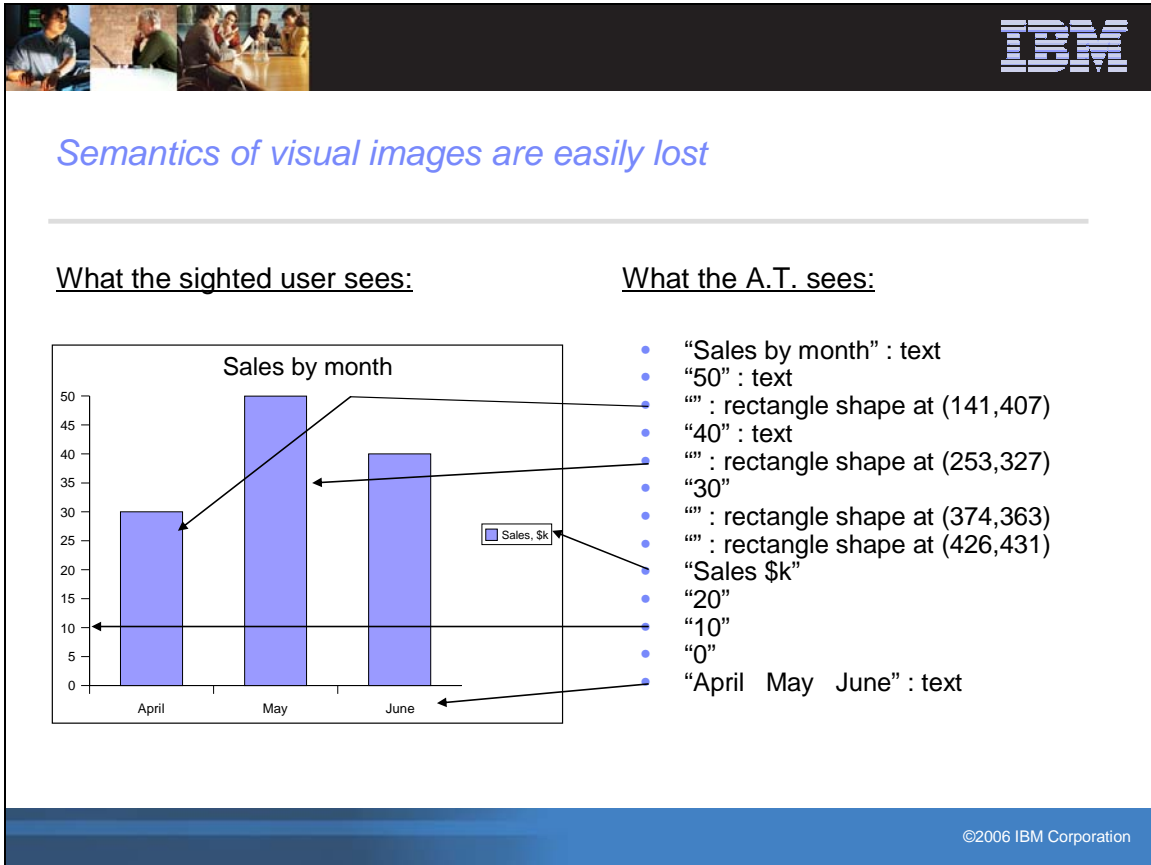 IBM
Semantics of visual images are easily lost
What the sighted user sees:
Sales by month
50
45
40
35
30
25
20
15
10
5
0
April May June
Sales, $k
What the A.T. sees:
• “Sales by month” : text
• “50” : text
• “” : rectangle shape at (141,407)
• “40” : text
• “” : rectangle shape at (253,327)
• “30”
• “” : rectangle shape at (374,363)
• “” : rectangle shape at (426,431)
• “Sales $k”
• “20”
• “10”
• “0”
• “April May June” : text
©2006 IBM Corporation